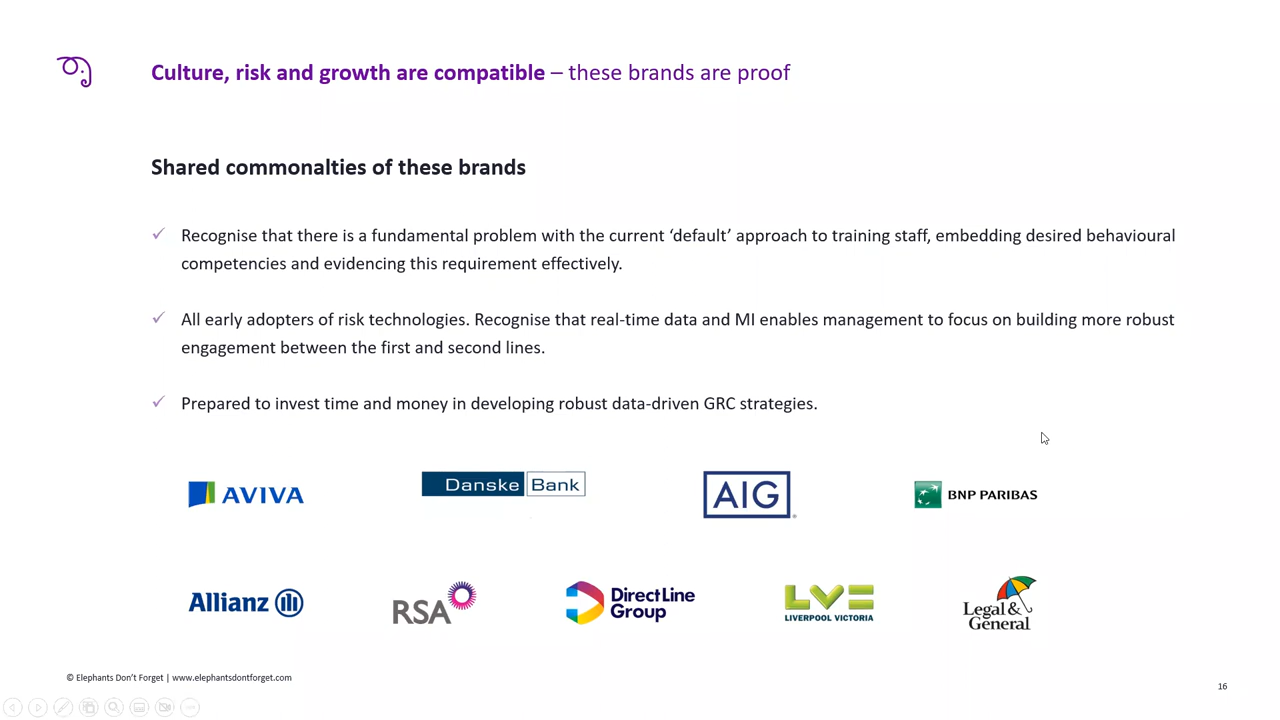 Culture, risk and growth are compatible – these brands are proof
Shared commonalties of these brands
Recognise that there is a fundamental problem with the current ‘default’ approach to training staff, embedding desired behavioural
competencies and evidencing this requirement effectively.
All early adopters of risk technologies. Recognise that real-time data and MI enables management to focus on building more robust
engagement between the first and second lines.
Prepared to invest time and money in developing robust data-driven GRC strategies.
AVIVA
Danske Bank
AIG
BNP PARIBAS
Allianz
RSA
Direct Line
Group
LV=
LIVERPOOL VICTORIA
Legal &
General
© Elephants Don’t Forget | www.elephantsdontforget.com
16